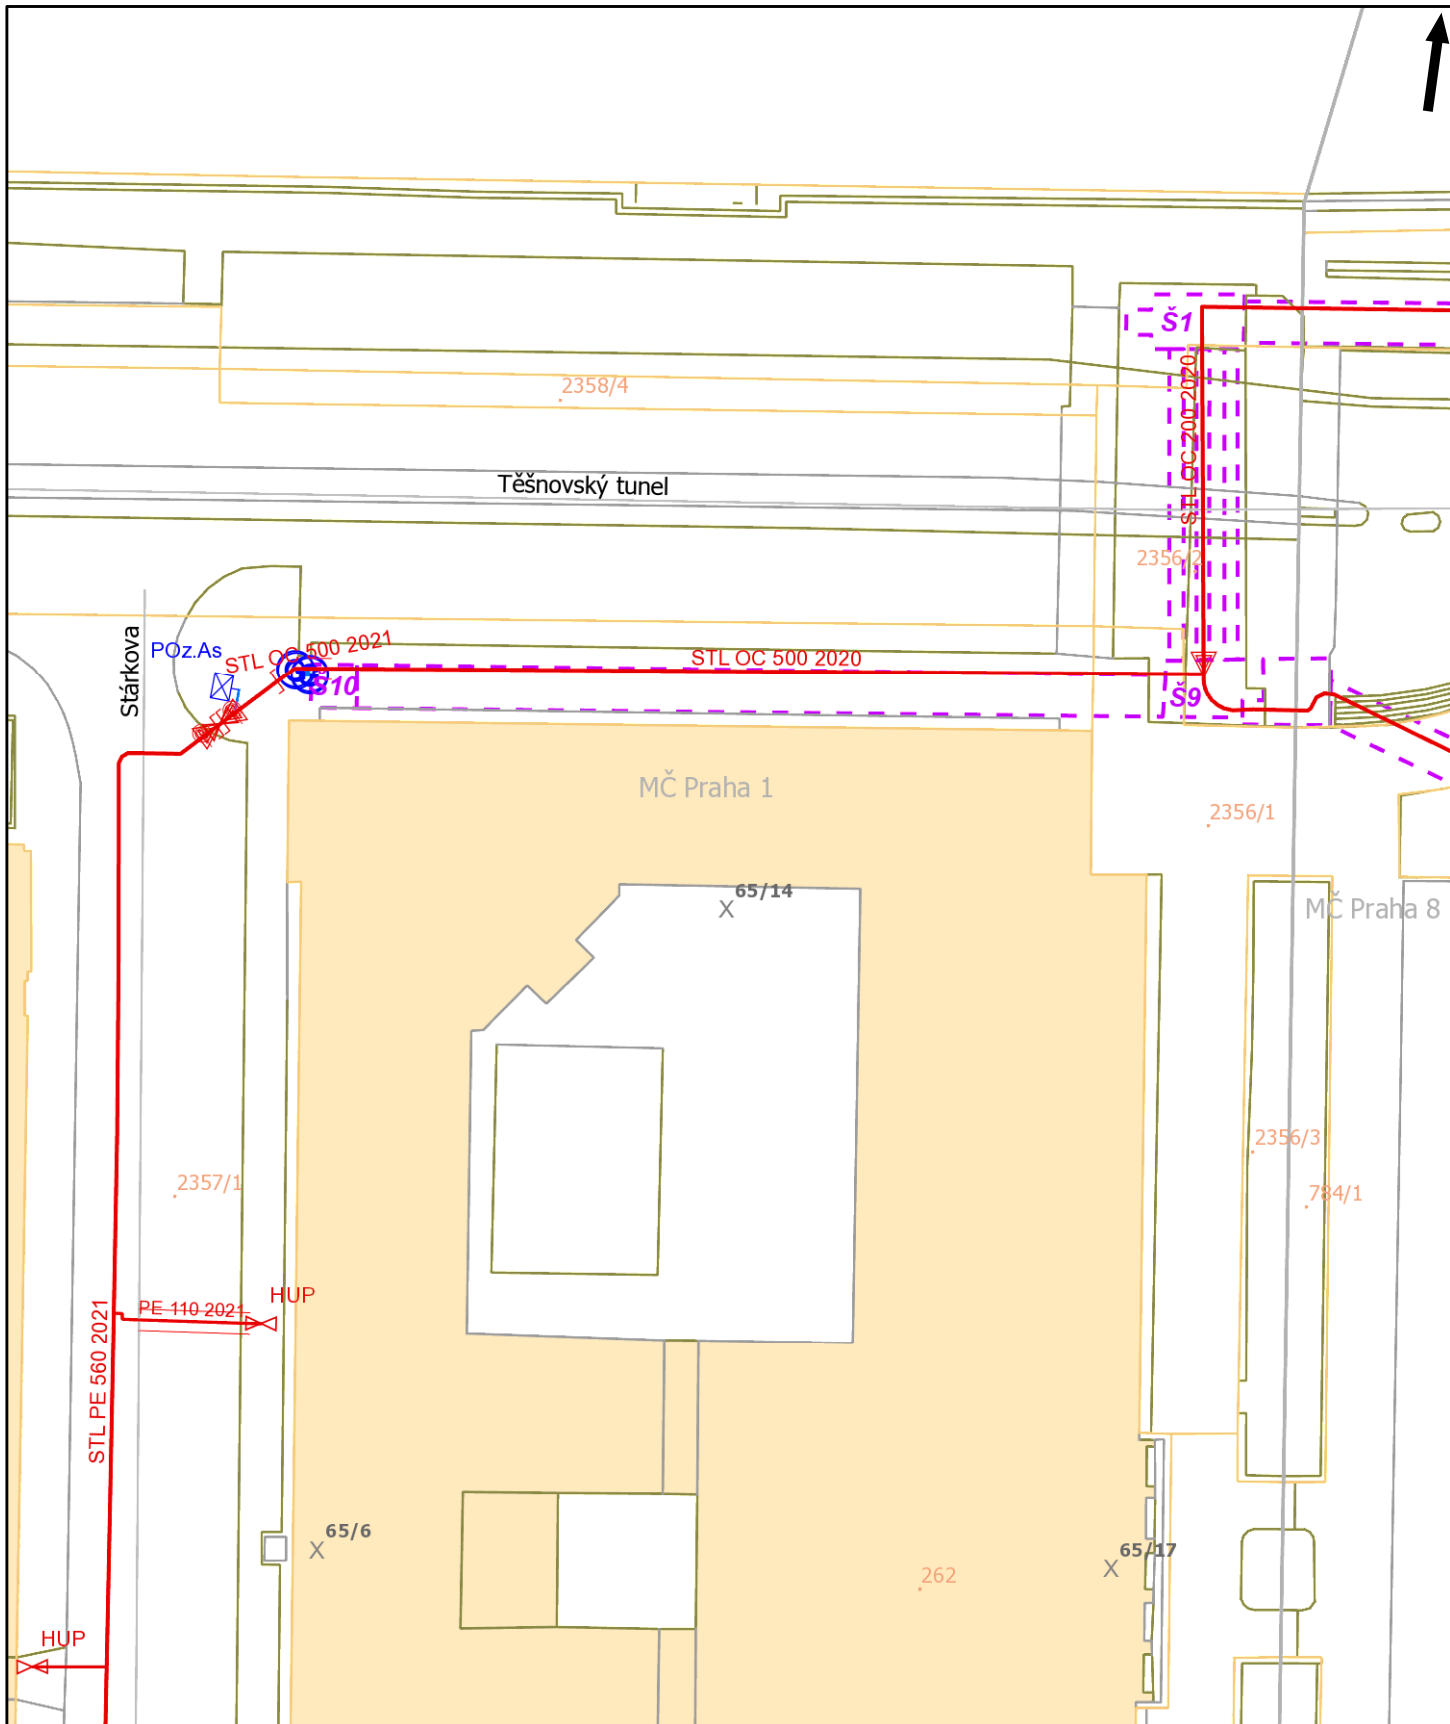 Š1
2358/4
STL OC 200 2020
Těšnovský tunel
2356/2
Stárkova
POz.As
STL OC 500 2021
STL OC 500 2020
Š10
Š9
MČ Praha 1
2356/1
65/14
MČ Praha 8
2356/3
2357/1
784/1
HUP
PE 110 2021
STL PE 560 2021
65/6
65/17
262
HUP